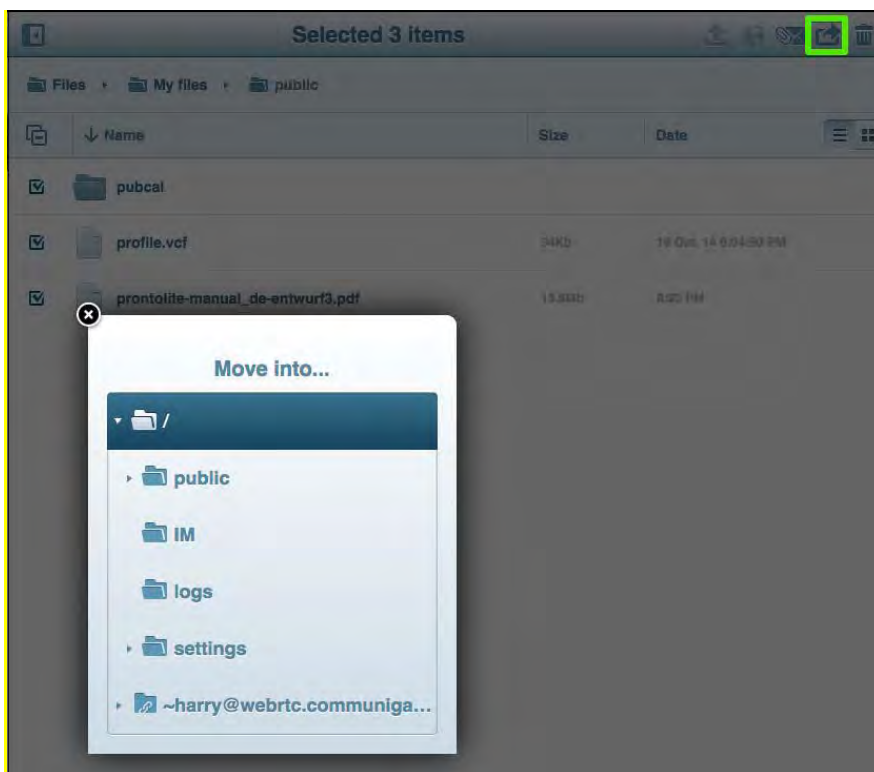 Selected 3 items
Files My files public
Name Size Date
pubcal
profile.vcf 34Kb
prontolite-manual_de-entwurf3.pdf
Move into...
/
public
IM
logs
settings
~harry@webrtc.communiga...